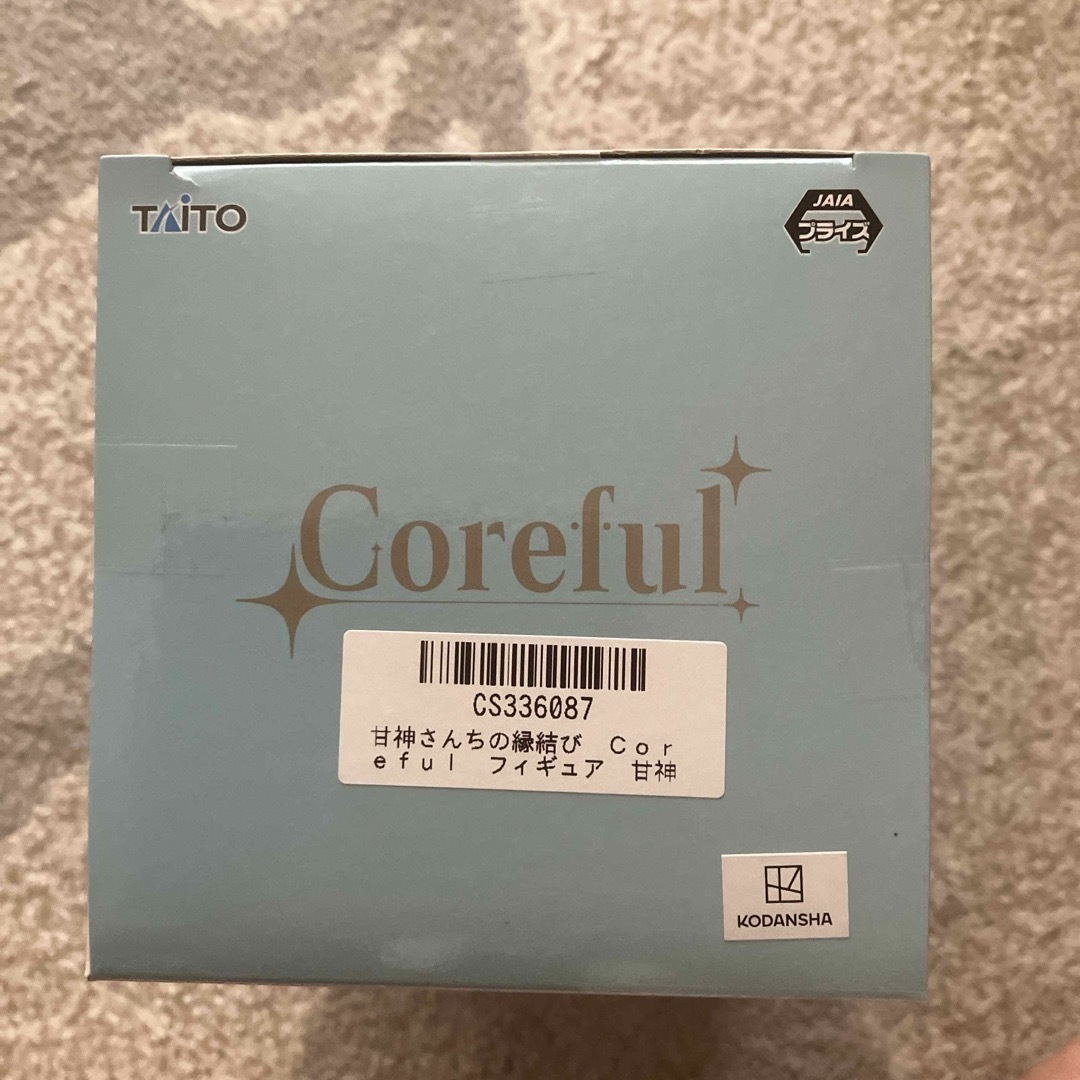 TAITO
JAIA
プライズ
Coreful
CS336087
甘神さんちの縁結び　Ｃｏｒ
ｅｆｕｌ　フィギュア　甘神
KODANSHA